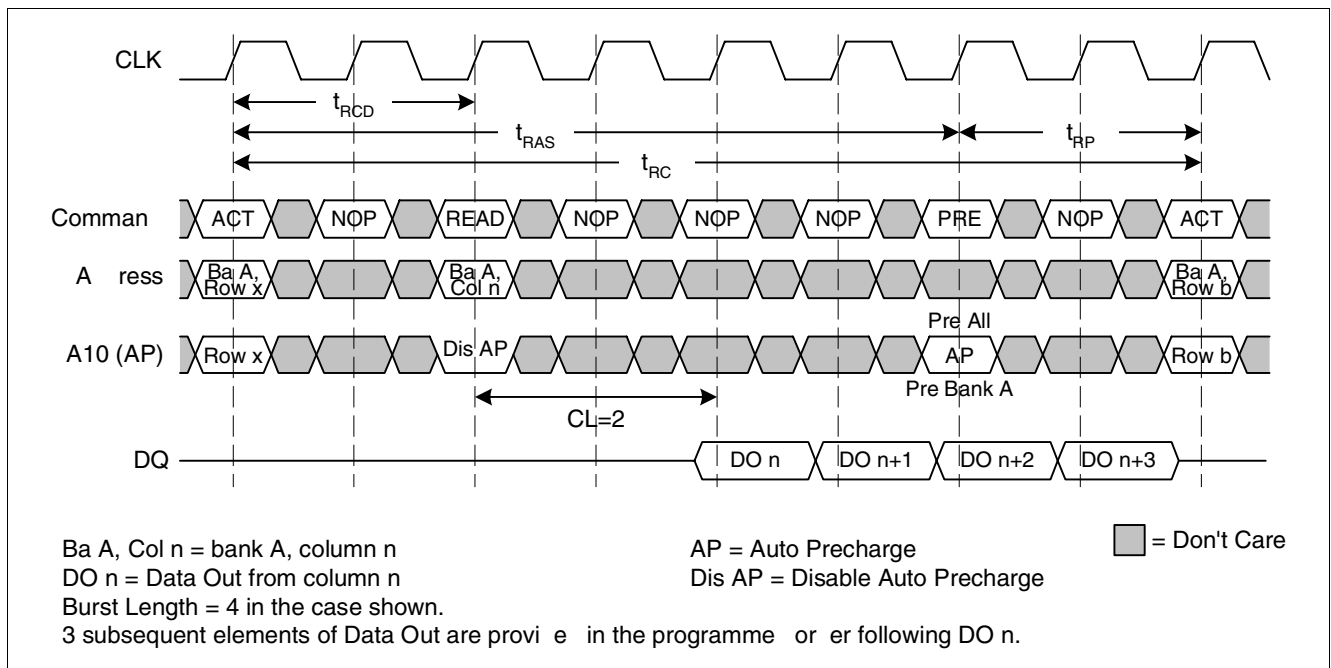 CLK
tRCD
tRAS
tRP
tRC
Comman
ACT NOP READ NOP NOP NOP PRE NOP ACT
A ress
Ba A, Row x
Ba A, Col n
Ba A, Row b
Pre All
A10 (AP)
Row x Dis AP AP Row b
Pre Bank A
CL=2
DQ
DO n DO n+1 DO n+2 DO n+3
Ba A, Col n = bank A, column n
DO n = Data Out from column n
Burst Length = 4 in the case shown.
3 subsequent elements of Data Out are provi e in the programme or er following DO n.
AP = Auto Precharge
Dis AP = Disable Auto Precharge
= Don't Care